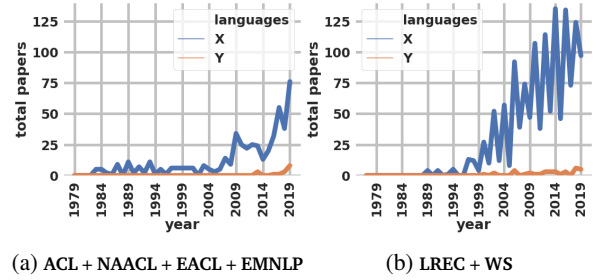 languages
X
Y
total papers
125
100
75
50
25
0
1979
1984
1989
1994
1999
2004
2009
2014
2019
year
(a) ACL + NAACL + EACL + EMNLP
languages
X
Y
total papers
125
100
75
50
25
0
1979
1984
1989
1994
1999
2004
2009
2014
2019
year
(b) LREC + WS